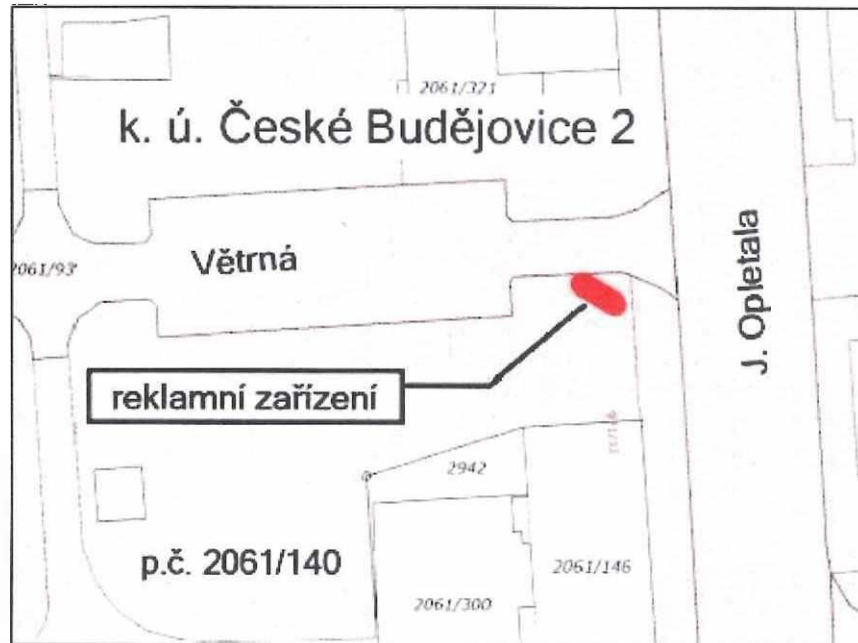 2061/321
k. ú. České Budějovice 2
2061/93
Větrná
J. Opletala
reklamní zařízení
2942
p.č. 2061/140
2061/146
2061/300